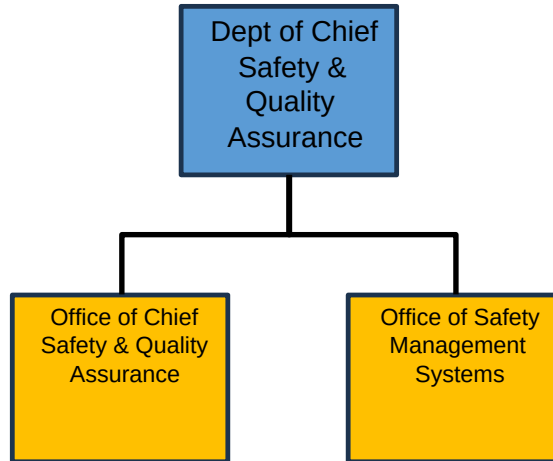 Dept of Chief
Safety &
Quality
Assurance
Office of Chief
Safety & Quality
Assurance
Office of Safety
Management
Systems